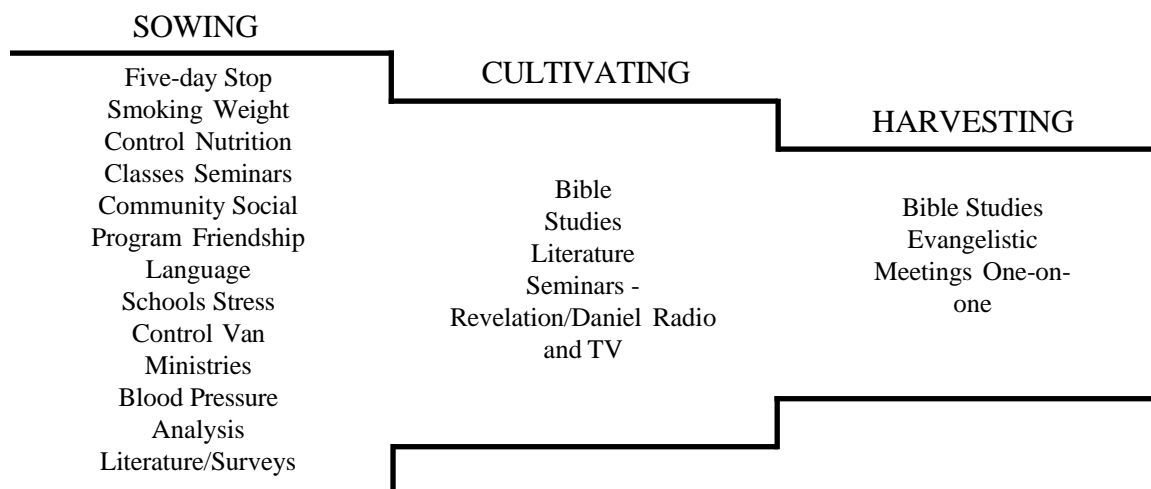 SOWING
Five-day Stop
Smoking Weight
Control Nutrition
Classes Seminars
Community Social
Program Friendship
Language
Schools Stress
Control Van
Ministries
Blood Pressure
Analysis
Literature/Surveys
CULTIVATING
Bible
Studies
Literature
Seminars -
Revelation/Daniel Radio
and TV
HARVESTING
Bible Studies
Evangelistic
Meetings One-on-
one